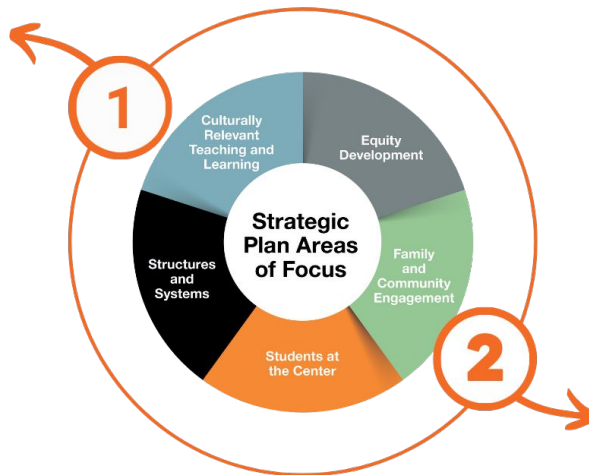 1
Culturally
Relevant
Teaching and
Learning
Equity
Development
Strategic
Plan Areas
of Focus
Structures
and
Systems
Family
and
Community
Engagement
Students at
the Center
2